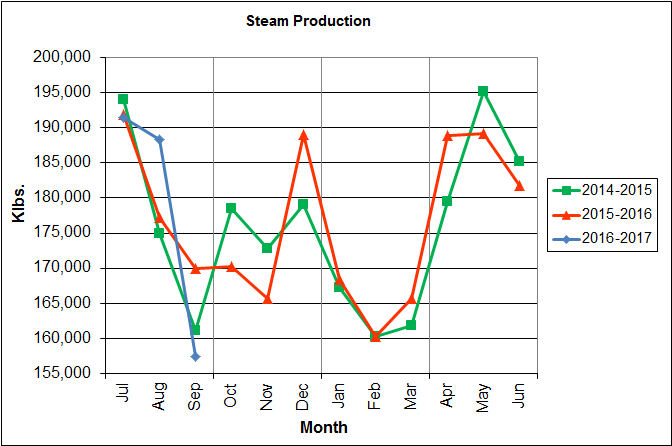 Steam Production
200,000
195,000
190,000
185,000
180,000
175,000
170,000
165,000
160,000
155,000
Klbs.
Jul
Aug
Sep
Oct
Nov
Dec
Jan
Feb
Mar
Apr
May
Jun
Month
2014-2015
2015-2016
2016-2017